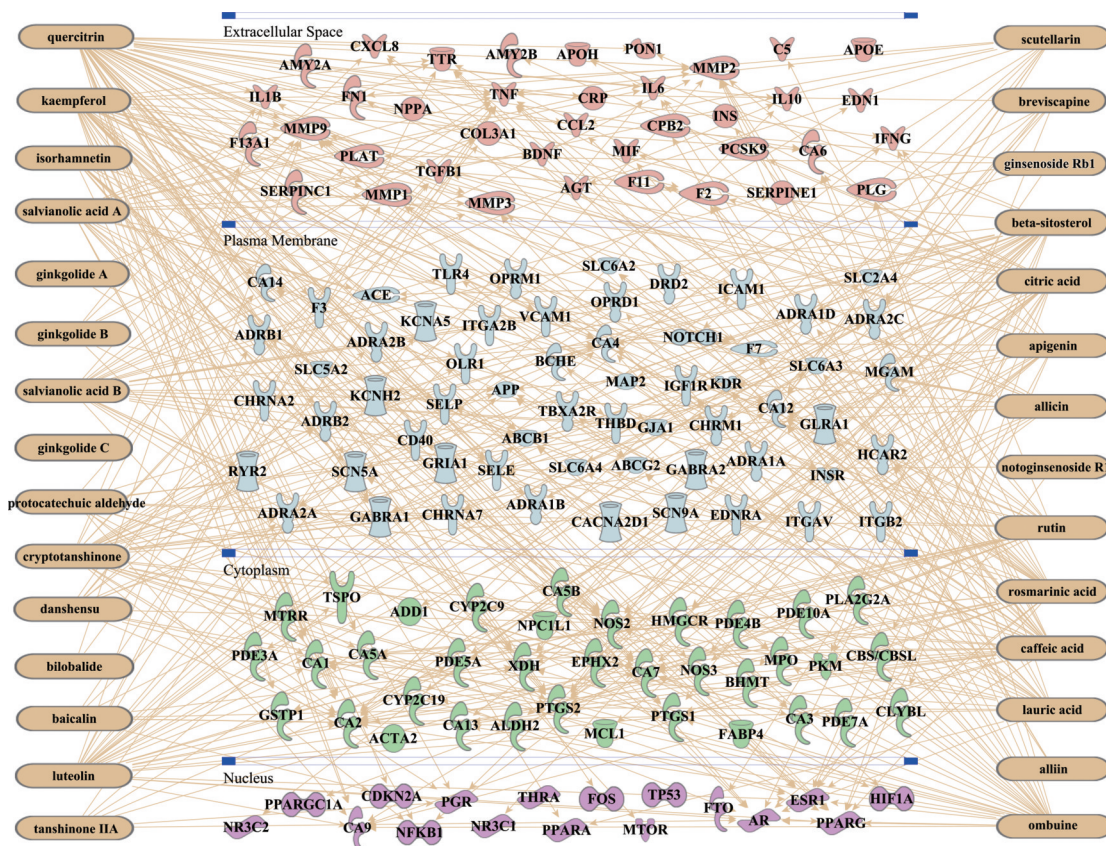 quercitrin
kaempferol
isorhamnetin
salvianolic acid A
ginkgolide A
ginkgolide B
salvianolic acid B
ginkgolide C
protocatechuic aldehyde
cryptotanshinone
danshensu
bilobalide
baicalin
luteolin
tanshinone IIA
Extracellular Space
AMY2A
CXCL8
TTR
AMY2B
APOH
PON1
MMP2
C5
APOE
IL1B
FN1
NPPA
TNF
CRP
IL6
INS
IL10
EDN1
F13A1
MMP9
PLAT
COL3A1
CCL2
CPB2
BDNF
MIF
PCSK9
CA6
IFNG
TGFB1
SERPINC1
MMP1
MMP3
AGT
F11
F2
SERPINE1
PLG
Plasma Membrane
CA14
TLR4
OPRM1
SLC6A2
DRD2
ICAM1
SLC2A4
F3
ACE
KCNA5
ITGA2B
VCAM1
OPRD1
ADRA1D
ADRA2C
ADRB1
ADRA2B
CA4
NOTCH1
F7
SLC5A2
OLR1
BCHE
SLC6A3
MGAM
CHRNA2
KCNH2
SELP
APP
MAP2
IGF1R
KDR
ADRB2
CD40
TBXA2R
THBD
GJA1
CHRM1
CA12
GLRA1
RYR2
SCN5A
GRIA1
ABCB1
SELE
SLC6A4
ABCG2
GABRA2
ADRA1A
INSR
HCAR2
ADRA2A
GABRA1
CHRNA7
ADRA1B
CACNA2D1
SCN9A
EDNRA
ITGAV
ITGB2
Cytoplasm
MTRR
TSPO
ADD1
CYP2C9
CA5B
NPC1L1
NOS2
HMGCR
PDE4B
PDE10A
PLA2G2A
PDE3A
CA1
CA5A
PDE5A
XDH
EPHX2
CA7
NOS3
BHMT
MPO
PKM
CBS/CBSL
GSTP1
CA2
ACTA2
CYP2C19
CA13
ALDH2
PTGS2
MCL1
PTGS1
FABP4
CA3
PDE7A
CLYBL
Nucleus
PPARGC1A
CDKN2A
PGR
THRA
FOS
TP53
FTO
ESR1
HIF1A
NR3C2
CA9
NFKB1
NR3C1
PPARA
MTOR
AR
PPARG
scutellarin
breviscapine
ginsenoside Rb1
beta-sitosterol
citric acid
apigenin
allicin
notoginsenoside R
rutin
rosmarinic acid
caffeic acid
lauric acid
alliin
ombuine